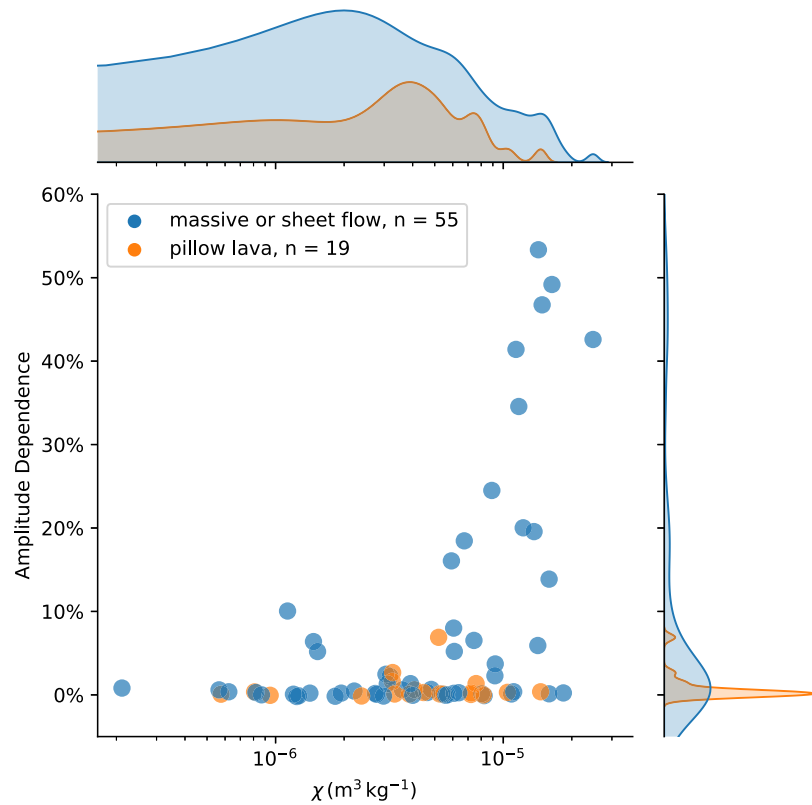 60%
massive or sheet flow, n = 55
pillow lava, n = 19
50%
40%
30%
20%
10%
0%
Amplitude Dependence
10⁻⁶
10⁻⁵
χ (m³ kg⁻¹)